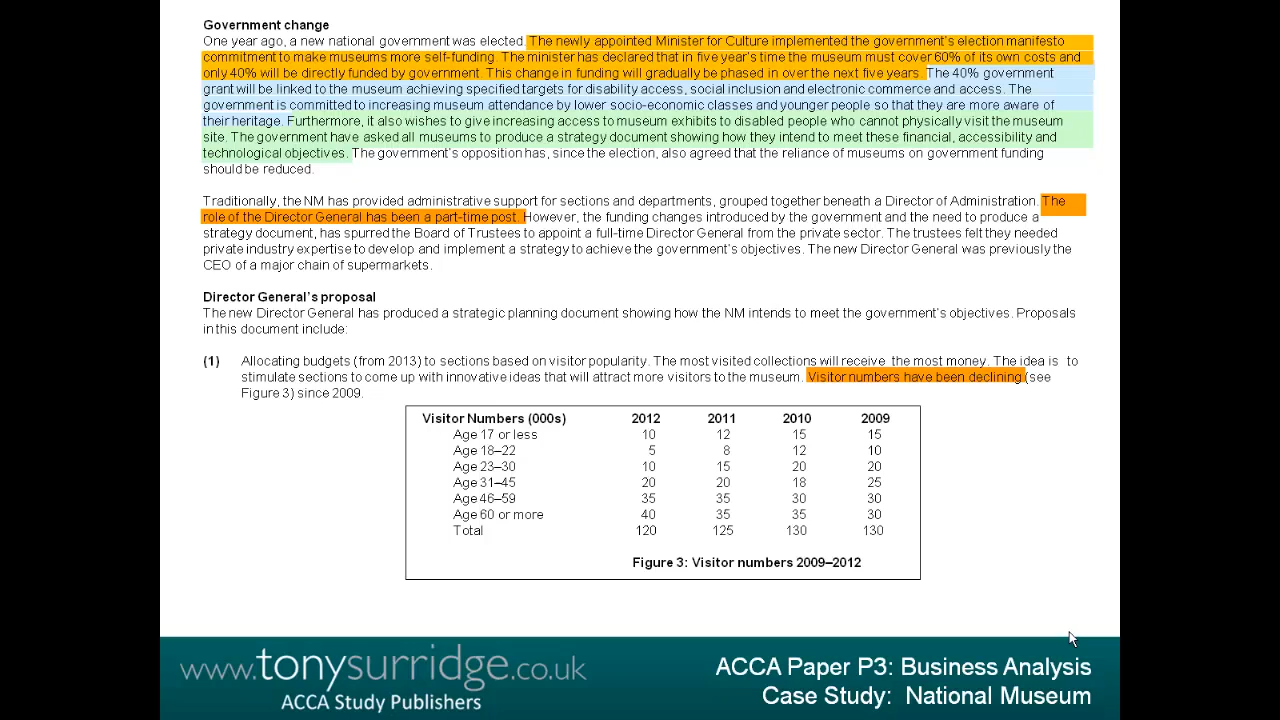 Government change
One year ago, a new national government was elected. The newly appointed Minister for Culture implemented the government's election manifesto
commitment to make museums more self-funding. The minister has declared that in five year's time the museum must cover 60% of its own costs and
only 40% will be directly funded by government. This change in funding will gradually be phased in over the next five years. The 40% government
grant will be linked to the museum achieving specified targets for disability access, social inclusion and electronic commerce and access. The
government is committed to increasing museum attendance by lower socio-economic classes and younger people so that they are more aware of
their heritage. Furthermore, it also wishes to give increasing access to museum exhibits to disabled people who cannot physically visit the museum
site. The government have asked all museums to produce a strategy document showing how they intend to meet these financial, accessibility and
technological objectives. The government's opposition has, since the election, also agreed that the reliance of museums on government funding
should be reduced.
Traditionally, the NM has provided administrative support for sections and departments, grouped together beneath a Director of Administration. The
role of the Director General has been a part-time post. However, the funding changes introduced by the government and the need to produce a
strategy document, has spurred the Board of Trustees to appoint a full-time Director General from the private sector. The trustees felt they needed
private industry expertise to develop and implement a strategy to achieve the government's objectives. The new Director General was previously the
CEO of a major chain of supermarkets.
Director General's proposal
The new Director General has produced a strategic planning document showing how the NM intends to meet the government's objectives. Proposals
in this document include:
(1) Allocating budgets (from 2013) to sections based on visitor popularity. The most visited collections will receive the most money. The idea is to
stimulate sections to come up with innovative ideas that will attract more visitors to the museum. Visitor numbers have been declining (see
Figure 3) since 2009.
Visitor Numbers (000s) 2012 2011 2010 2009
Age 17 or less 10 12 15 15
Age 18–22 5 8 12 10
Age 23–30 10 15 20 20
Age 31–45 20 20 18 25
Age 46–59 35 35 30 30
Age 60 or more 40 35 35 30
Total 120 125 130 130
Figure 3: Visitor numbers 2009–2012
www.tonysurridge.co.uk
ACCA Study Publishers
ACCA Paper P3: Business Analysis
Case Study: National Museum